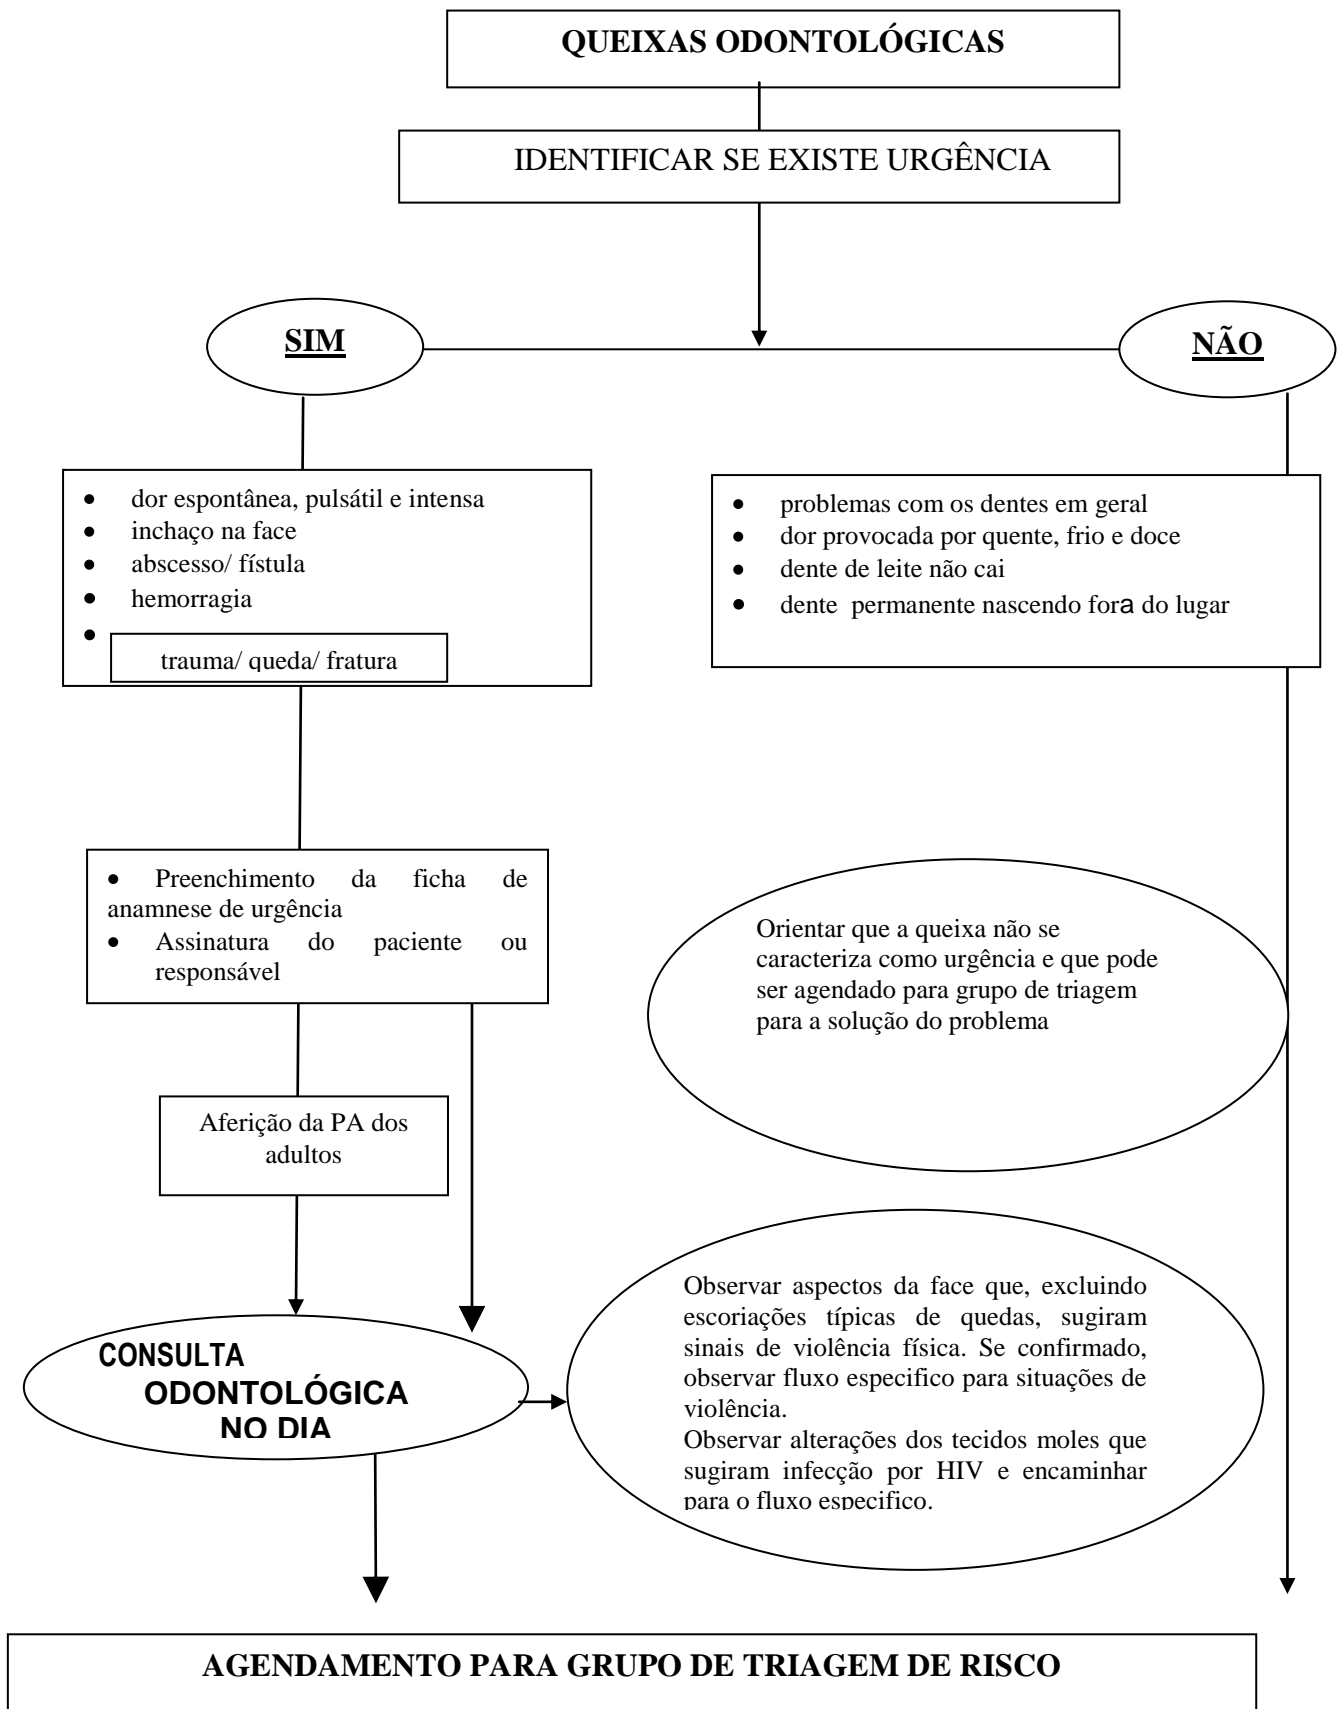 QUEIXAS ODONTOLÓGICAS
IDENTIFICAR SE EXISTE URGÊNCIA
SIM
NÃO
• dor espontânea, pulsátil e intensa
• inchaço na face
• abscesso/ fístula
• hemorragia
•
trauma/ queda/ fratura
• problemas com os dentes em geral
• dor provocada por quente, frio e doce
• dente de leite não cai
• dente permanente nascendo fora do lugar
• Preenchimento da ficha de
anamnese de urgência
• Assinatura do paciente ou
responsável
Orientar que a queixa não se
caracteriza como urgência e que pode
ser agendado para grupo de triagem
para a solução do problema
Aferição da PA dos
adultos
CONSULTA
ODONTOLÓGICA
NO DIA
Observar aspectos da face que, excluindo
escoriações típicas de quedas, sugiram
sinais de violência física. Se confirmado,
observar fluxo especifico para situações de
violência.
Observar alterações dos tecidos moles que
sugiram infecção por HIV e encaminhar
para o fluxo especifico.
AGENDAMENTO PARA GRUPO DE TRIAGEM DE RISCO